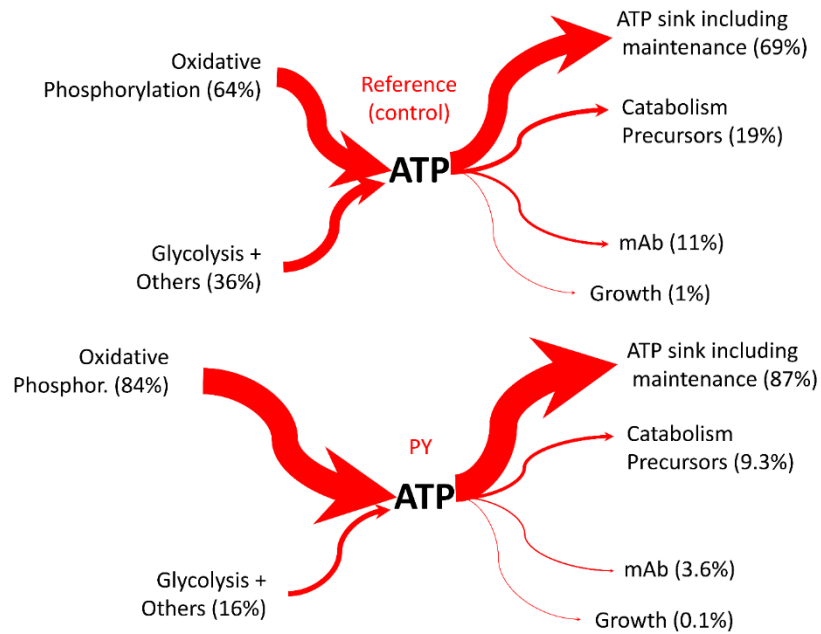 ATP sink including
maintenance (69%)
Oxidative
Phosphorylation (64%)
Reference
(control)
Catabolism
Precursors (19%)
ATP
Glycolysis +
Others (36%)
mAb (11%)
Growth (1%)
Oxidative
Phosphor. (84%)
ATP sink including
maintenance (87%)
PY
Catabolism
Precursors (9.3%)
ATP
Glycolysis +
Others (16%)
mAb (3.6%)
Growth (0.1%)